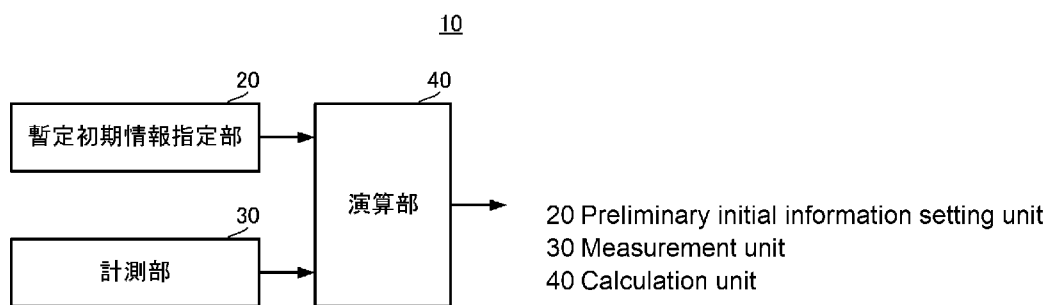 10
20
暫定初期情報指定部
40
演算部
30
計測部
20 Preliminary initial information setting unit
30 Measurement unit
40 Calculation unit